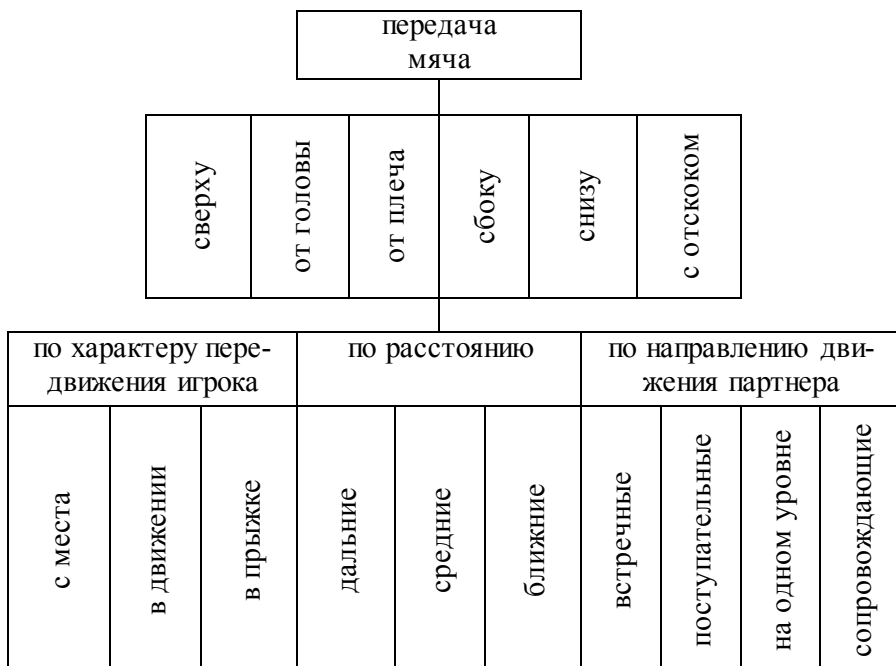 передача
мяча
сверху
от головы
от плеча
сбоку
снизу
с отскоком
по характеру пере-
движения игрока
по расстоянию
по направлению дви-
жения партнера
с места
в движении
в прыжке
дальние
средние
ближние
встречные
поступательные
на одном уровне
сопровождающие